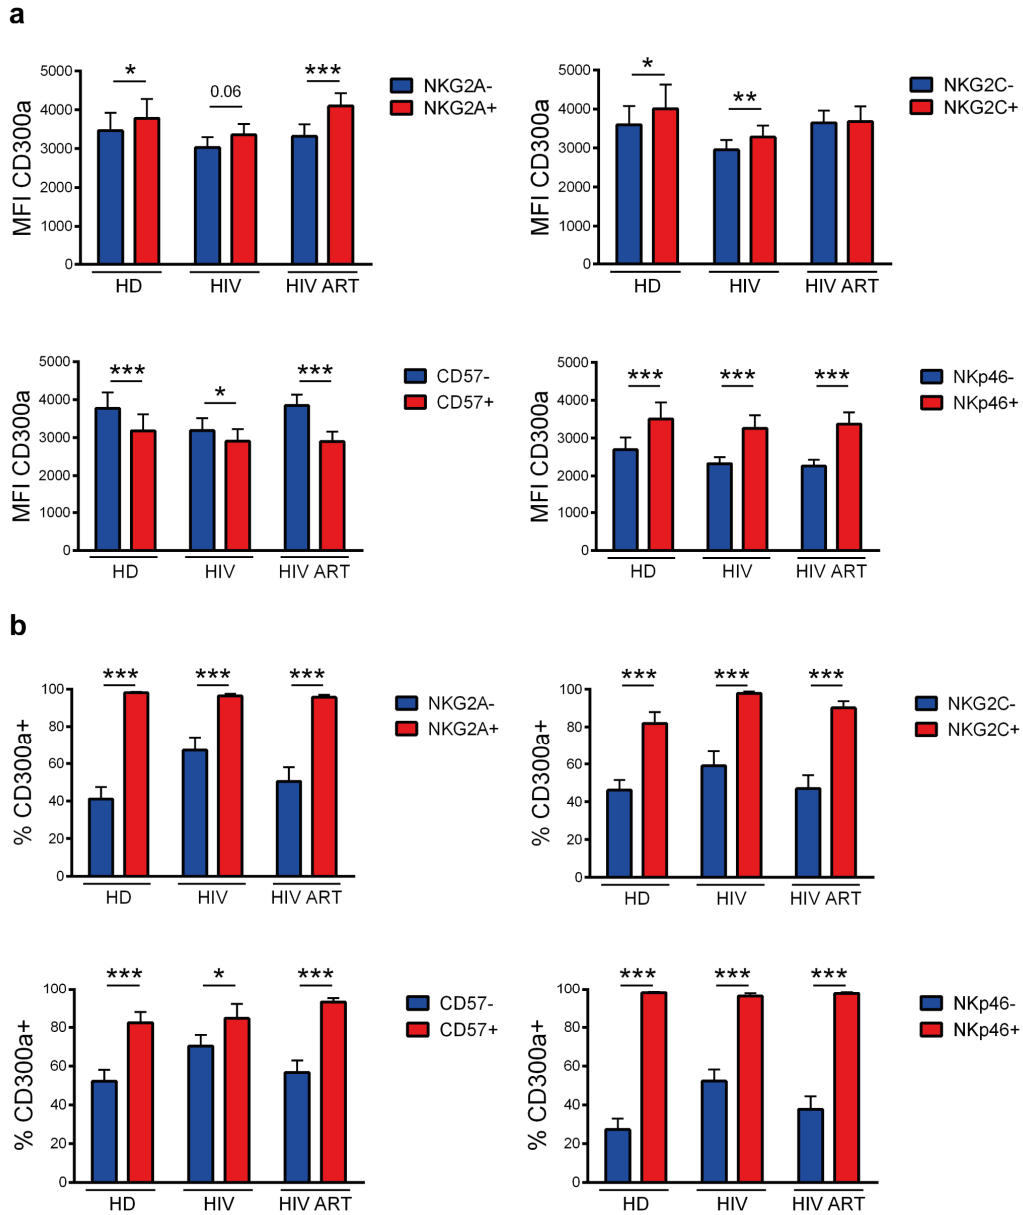 a
MFI CD300a
5000
4000
3000
2000
1000
0
*
0.06
***
HD
HIV
HIV ART
NKG2A-
NKG2A+
MFI CD300a
5000
4000
3000
2000
1000
0
*
**
HD
HIV
HIV ART
NKG2C-
NKG2C+
MFI CD300a
5000
4000
3000
2000
1000
0
***
*
***
HD
HIV
HIV ART
CD57-
CD57+
MFI CD300a
5000
4000
3000
2000
1000
0
***
***
***
HD
HIV
HIV ART
NKp46-
NKp46+
b
% CD300a+
100
80
60
40
20
0
***
***
***
HD
HIV
HIV ART
NKG2A-
NKG2A+
% CD300a+
100
80
60
40
20
0
***
***
***
HD
HIV
HIV ART
NKG2C-
NKG2C+
% CD300a+
100
80
60
40
20
0
***
*
***
HD
HIV
HIV ART
CD57-
CD57+
% CD300a+
100
80
60
40
20
0
***
***
***
HD
HIV
HIV ART
NKp46-
NKp46+